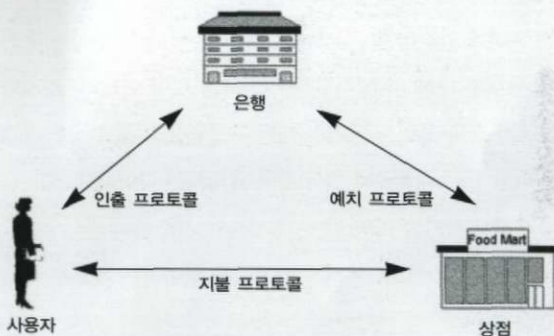 은행
인출 프로토콜
예치 프로토콜
Food Mart
지불 프로토콜
사용자
상점